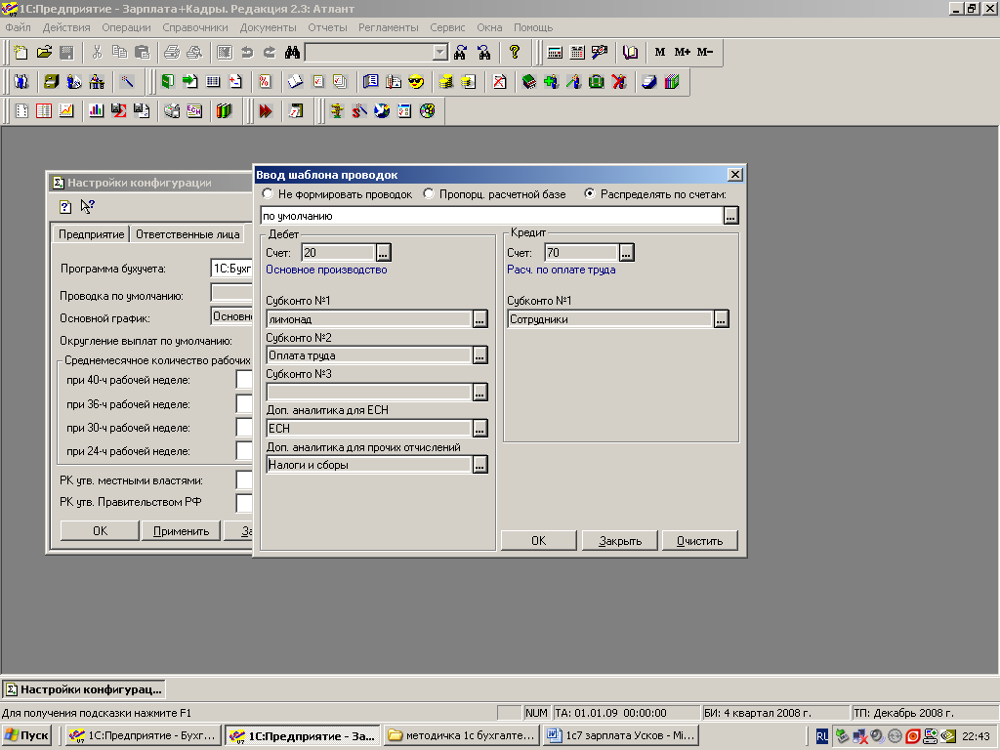 1С:Предприятие - Зарплата+Кадры. Редакция 2.3: Атлант
Файл Действия Операции Справочники Документы Отчеты Регламенты Сервис Окна Помощь
M M+ M-
Настройки конфигурации
Предприятие Ответственные лица
Программа бухучета: 1С:Бухг
Проводка по умолчанию:
Основной график: Основно
Округление выплат по умолчанию:
Среднемесячное количество рабочих
при 40-ч рабочей неделе:
при 36-ч рабочей неделе:
при 30-ч рабочей неделе:
при 24-ч рабочей неделе:
РК утв. местными властями:
РК утв. Правительством РФ
OK Применить За
Ввод шаблона проводок
Не формировать проводок Пропорц. расчетной базе Распределять по счетам:
по умолчанию ...
Дебет
Счет: 20 ...
Основное производство
Субконто №1
лимонад ...
Субконто №2
Оплата труда ...
Субконто №3
...
Доп. аналитика для ЕСН
ЕСН ...
Доп. аналитика для прочих отчислений
Налоги и сборы ...
Кредит
Счет: 70 ...
Расч. по оплате труда
Субконто №1
Сотрудники ...
OK Закрыть Очистить
Настройки конфигурац...
Для получения подсказки нажмите F1 NUM ТА: 01.01.09 00:00:00 БИ: 4 квартал 2008 г. ТП: Декабрь 2008 г.
Пуск 1С:Предприятие - Бухг... 1С:Предприятие - За... методичка 1с бухгалте... 1с7 зарплата Усков - Mi... RL 22:43